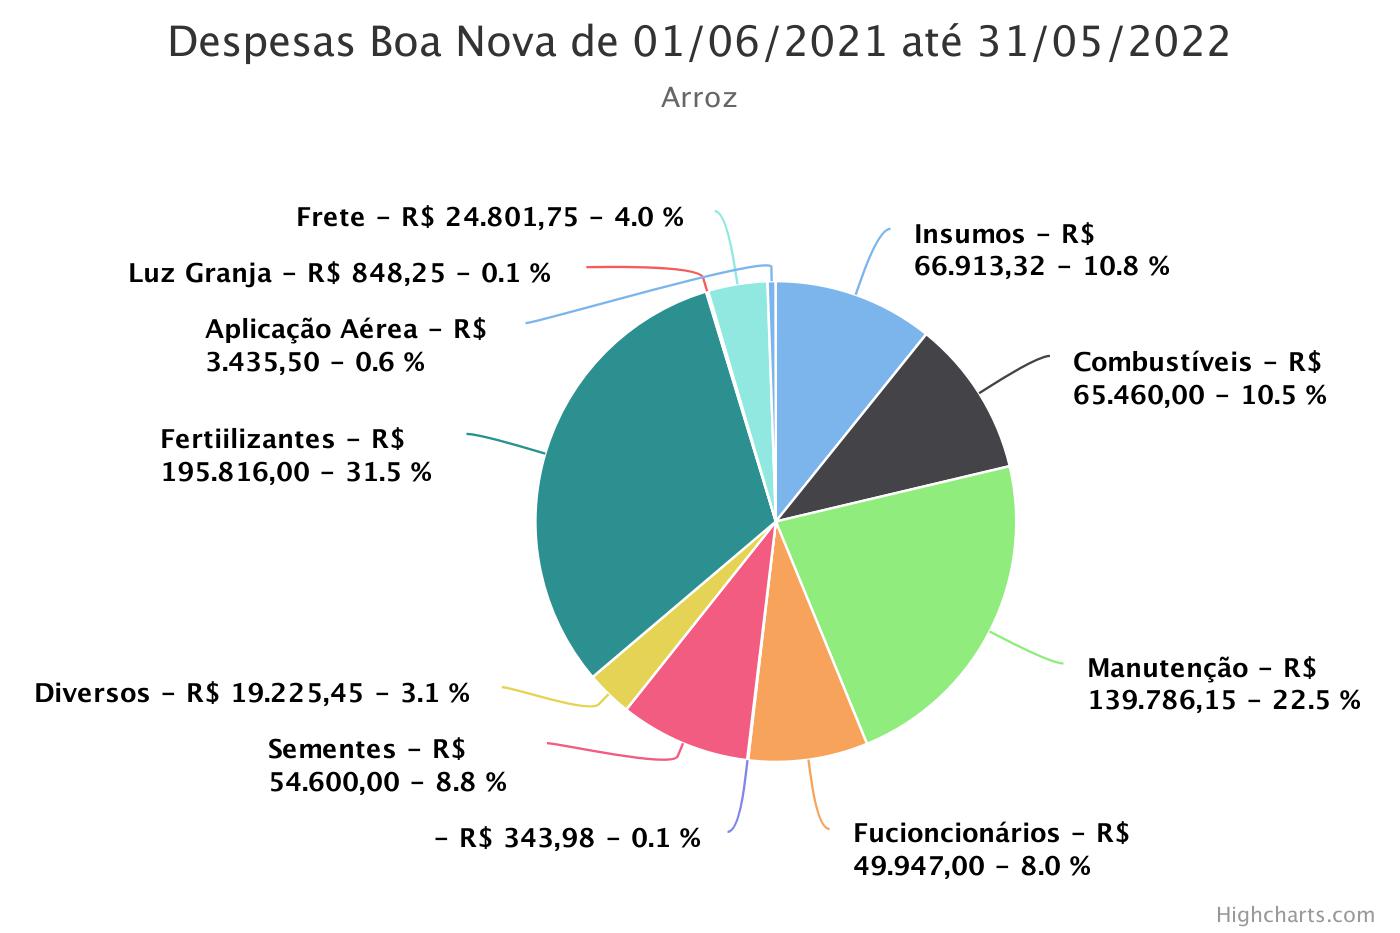 Despesas Boa Nova de 01/06/2021 até 31/05/2022
Arroz
Insumos – R$
66.913,32 – 10.8 %
Combustíveis – R$
65.460,00 – 10.5 %
Manutenção – R$
139.786,15 – 22.5 %
Fucioncionários – R$
49.947,00 – 8.0 %
– R$ 343,98 – 0.1 %
Sementes – R$
54.600,00 – 8.8 %
Diversos – R$ 19.225,45 – 3.1 %
Fertiilizantes – R$
195.816,00 – 31.5 %
Aplicação Aérea – R$
3.435,50 – 0.6 %
Luz Granja – R$ 848,25 – 0.1 %
Frete – R$ 24.801,75 – 4.0 %
Highcharts.com